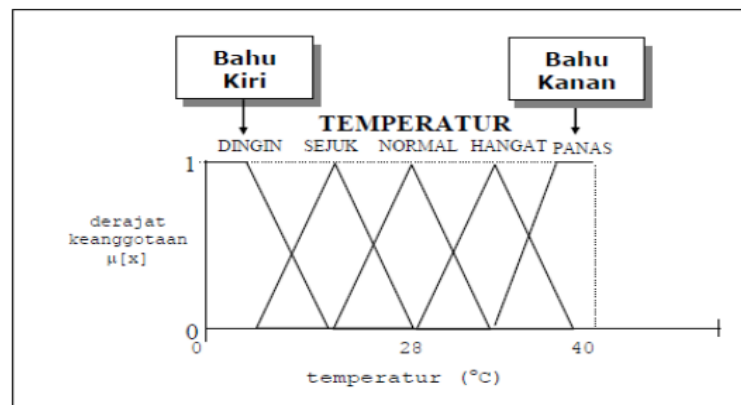 Bahu
Kiri
Bahu
Kanan
TEMPERATUR
DINGIN SEJUK NORMAL HANGAT PANAS
1
derajat
keanggotaan
μ[x]
0
0 28 40
temperatur (°C)